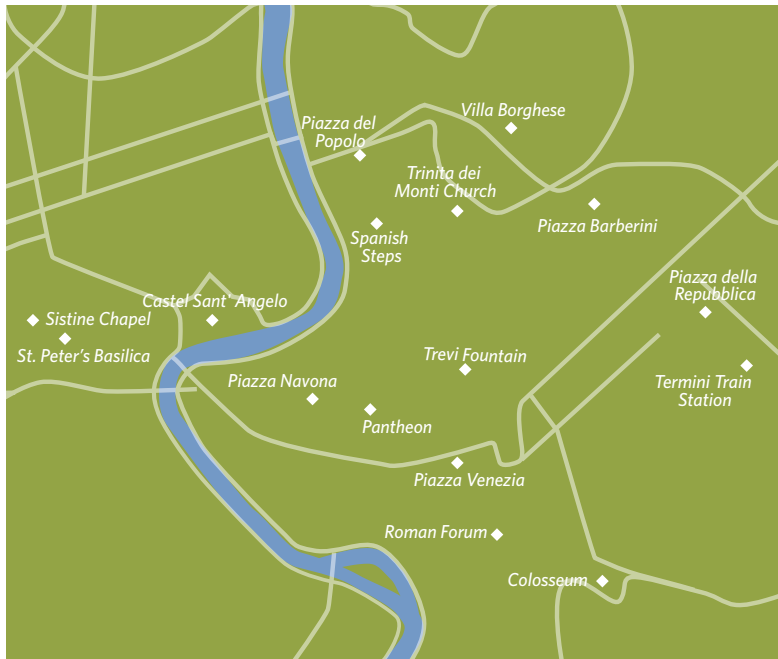 Villa Borghese
Piazza del
Popolo
Trinita dei
Monti Church
Piazza Barberini
Spanish
Steps
Piazza della
Repubblica
Castel Sant' Angelo
Sistine Chapel
St. Peter's Basilica
Trevi Fountain
Piazza Navona
Termini Train
Station
Pantheon
Piazza Venezia
Roman Forum
Colosseum